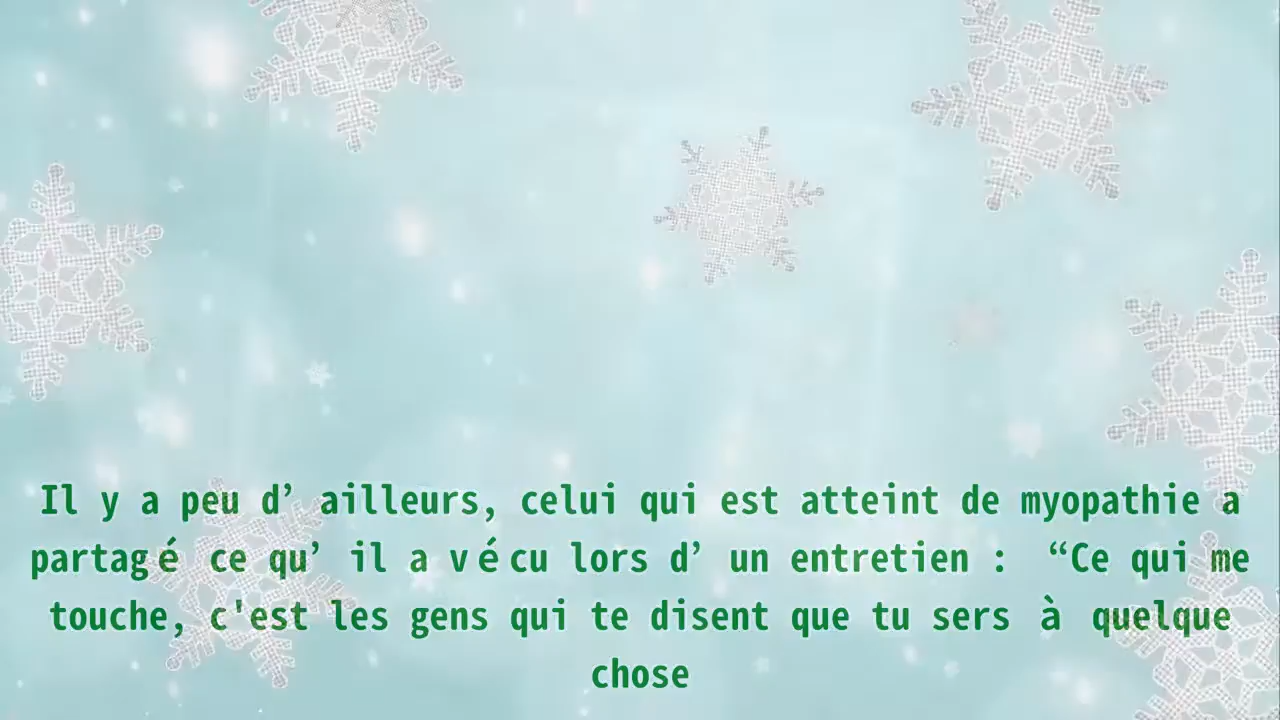 Il y a peu d’ ailleurs, celui qui est atteint de myopathie a
partagé ce qu’ il a vécu lors d’ un entretien : “Ce qui me
touche, c'est les gens qui te disent que tu sers à quelque
chose